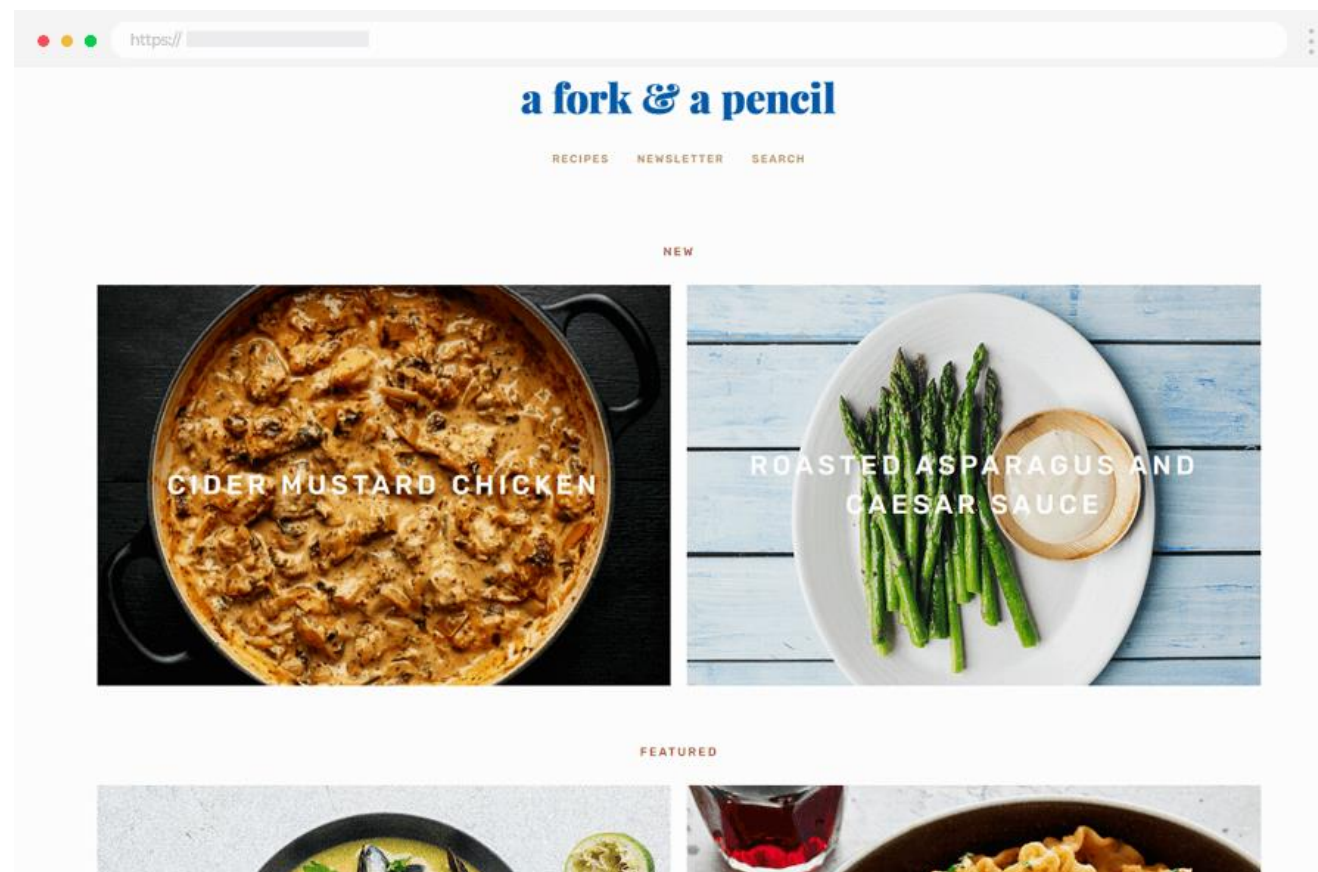 https://
a fork & a pencil
RECIPES NEWSLETTER SEARCH
NEW
CIDER MUSTARD CHICKEN
ROASTED ASPARAGUS AND
CAESAR SAUCE
FEATURED